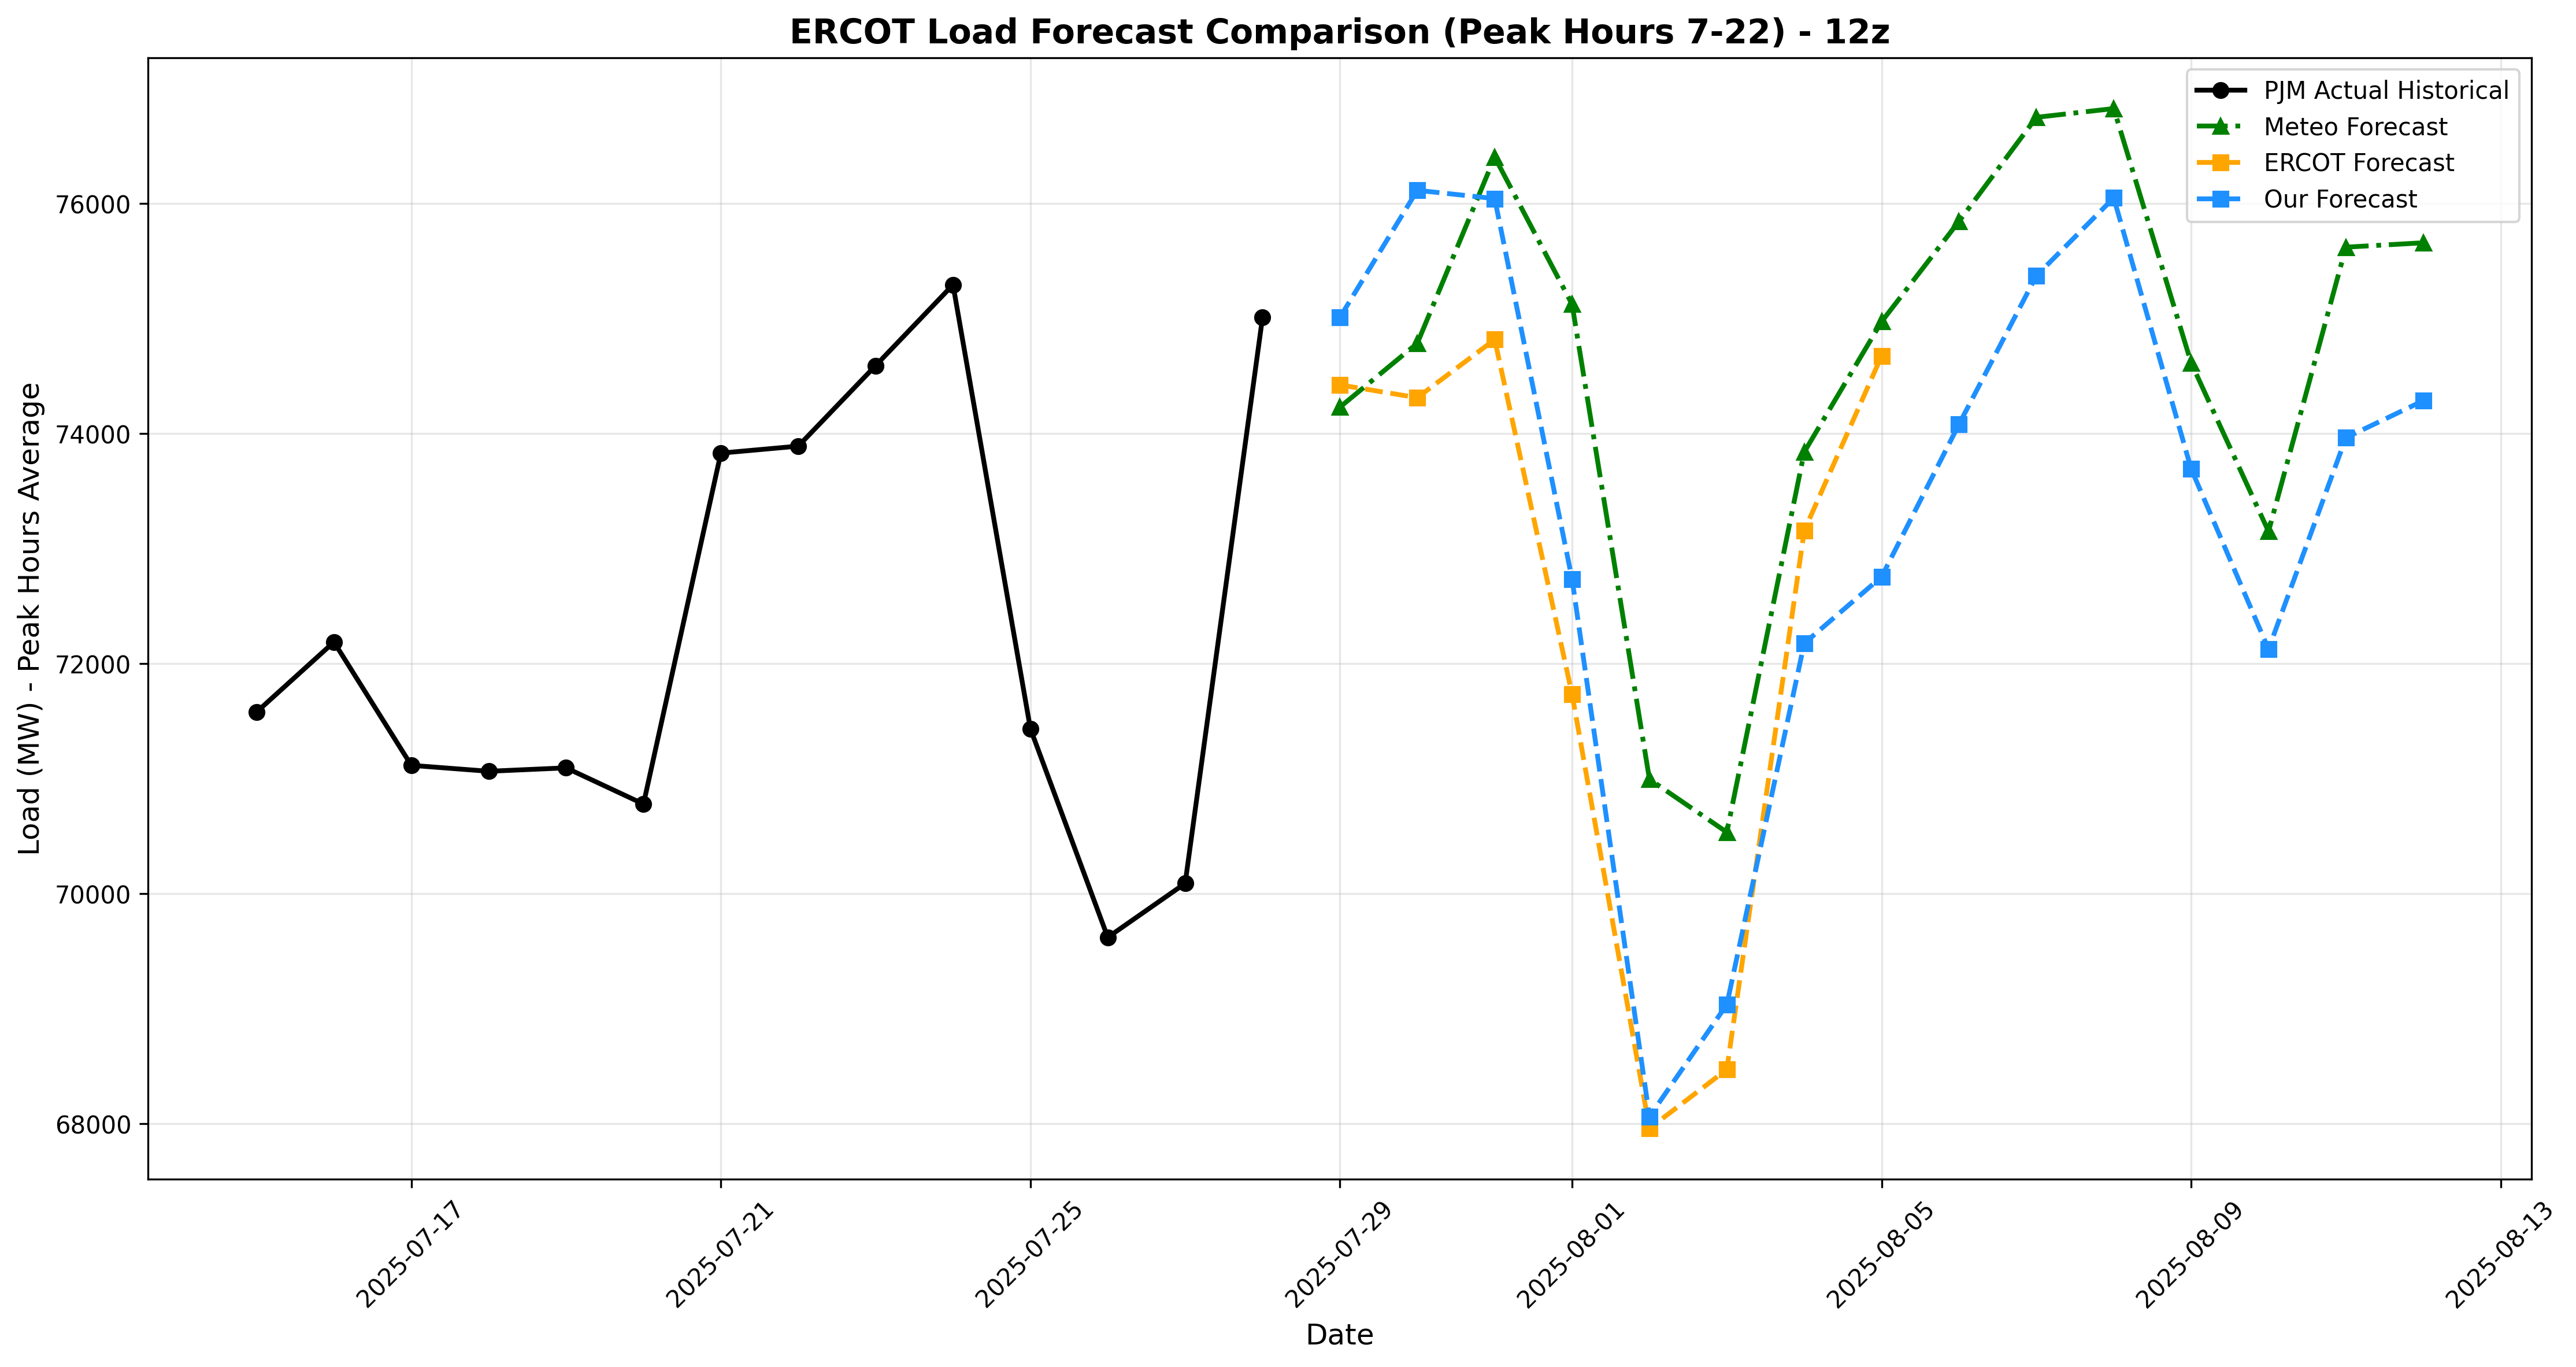 ERCOT Load Forecast Comparison (Peak Hours 7-22) - 12z
PJM Actual Historical
Meteo Forecast
ERCOT Forecast
Our Forecast
Load (MW) - Peak Hours Average
76000
74000
72000
70000
68000
2025-07-17
2025-07-21
2025-07-25
2025-07-29
2025-08-01
2025-08-05
2025-08-09
2025-08-13
Date